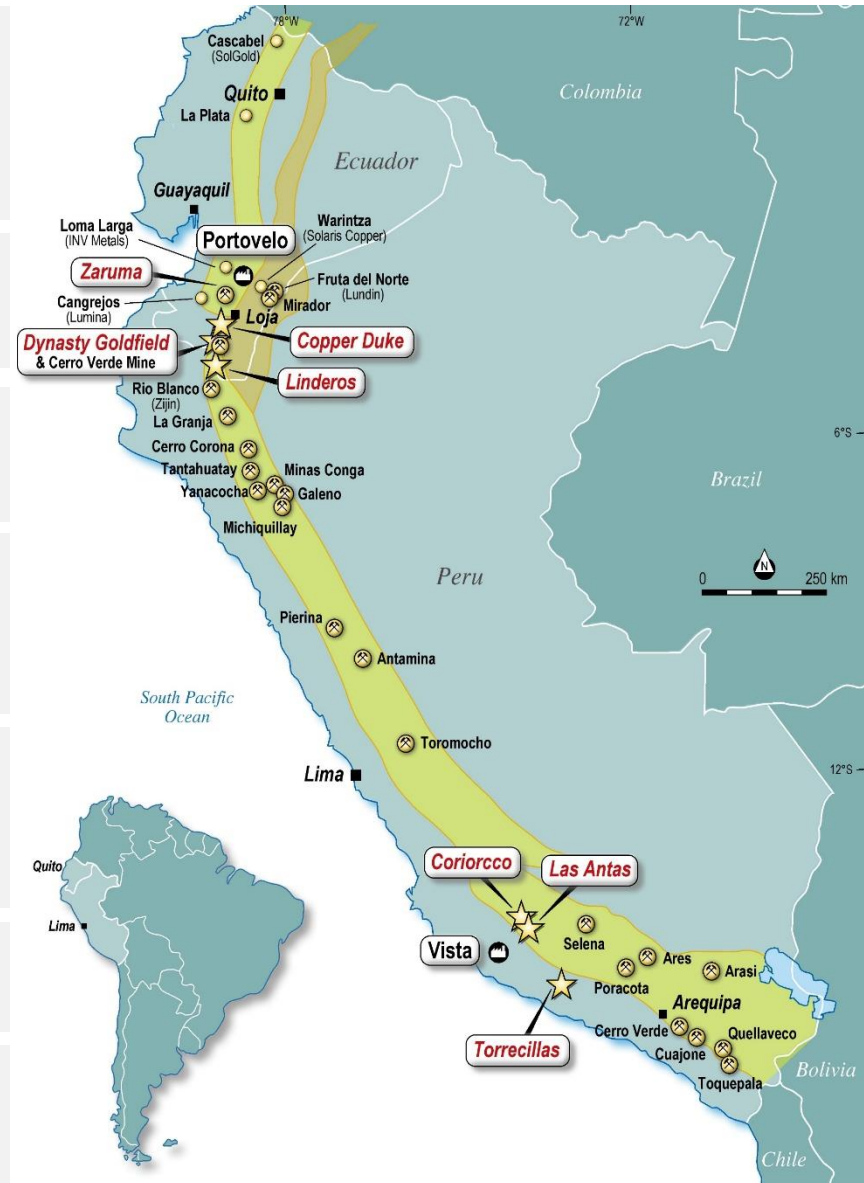 78°W
72°W
Cascabel
(SolGold)
Quito
La Plata
Colombia
Ecuador
Guayaquil
Loma Larga
(INV Metals)
Portovelo
Warintza
(Solaris Copper)
Zaruma
Fruta del Norte
(Lundin)
Cangrejos
(Lumina)
Mirador
Loja
Dynasty Goldfield
& Cerro Verde Mine
Copper Duke
Linderos
Rio Blanco
(Zijin)
La Granja
Cerro Corona
6°S
Tantahuatay
Minas Conga
Yanacocha
Galeno
Michiquillay
Brazil
N
0
250 km
Peru
Pierina
Antamina
South Pacific
Ocean
Toromocho
Lima
12°S
Quito
Lima
Coriorcco
Las Antas
Vista
Selena
Ares
Arasi
Poracota
Arequipa
Torrecillas
Cerro Verde
Cuajone
Quellaveco
Toquepala
Bolivia
Chile